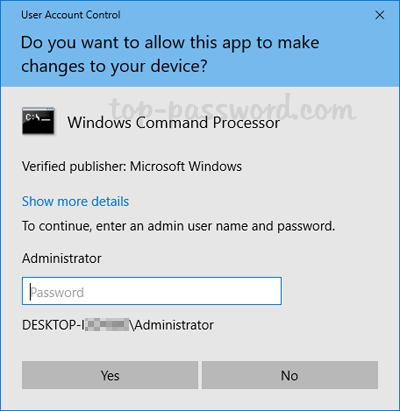 User Account Control
Do you want to allow this app to make
changes to your device?
top-password.com
C:\_
Windows Command Processor
Verified publisher: Microsoft Windows
Show more details
To continue, enter an admin user name and password.
Administrator
Password
DESKTOP-I\Administrator
Yes
No